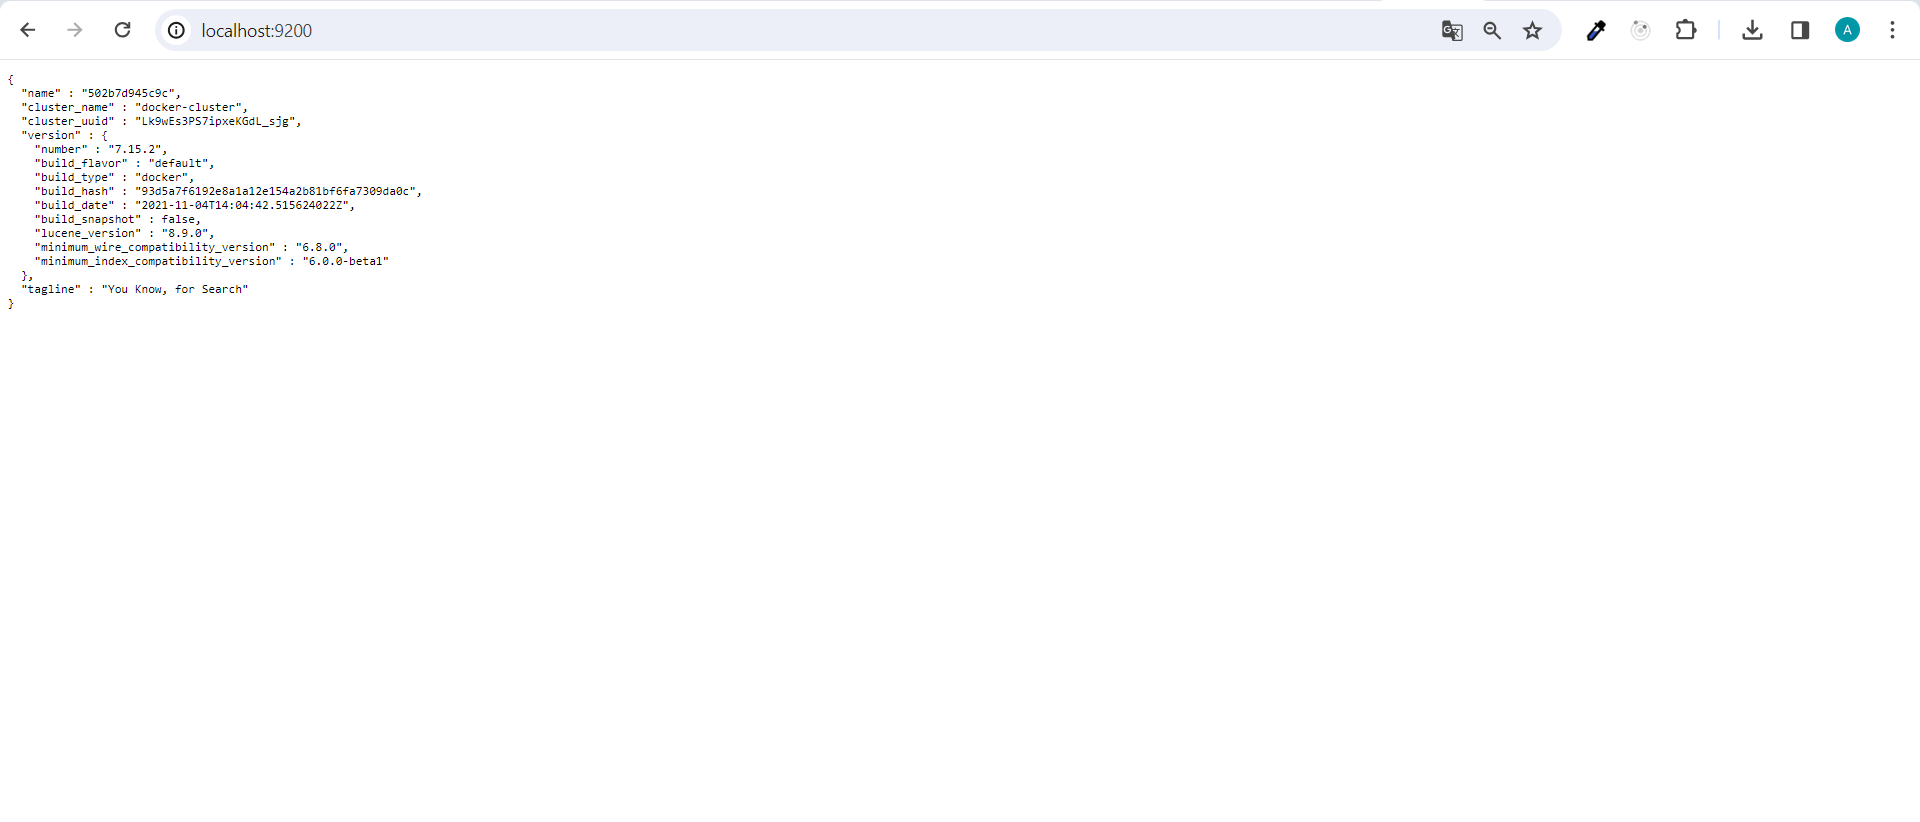 localhost:9200
A
{
  "name" : "502b7d945c9c",
  "cluster_name" : "docker-cluster",
  "cluster_uuid" : "Lk9wEs3PS7ipxeKGdL_sjg",
  "version" : {
    "number" : "7.15.2",
    "build_flavor" : "default",
    "build_type" : "docker",
    "build_hash" : "93d5a7f6192e8a1a12e154a2b81bf6fa7309da0c",
    "build_date" : "2021-11-04T14:04:42.515624022Z",
    "build_snapshot" : false,
    "lucene_version" : "8.9.0",
    "minimum_wire_compatibility_version" : "6.8.0",
    "minimum_index_compatibility_version" : "6.0.0-beta1"
  },
  "tagline" : "You Know, for Search"
}